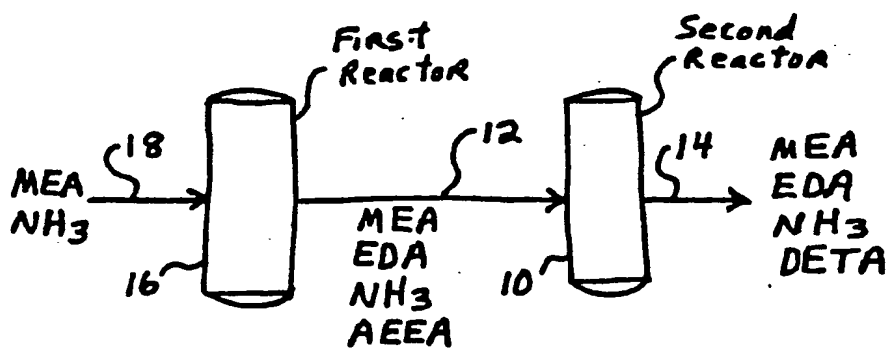 First
Reactor
Second
Reactor
18
12
14
MEA
NH3
MEA
EDA
NH3
AEEA
MEA
EDA
NH3
DETA
16
10